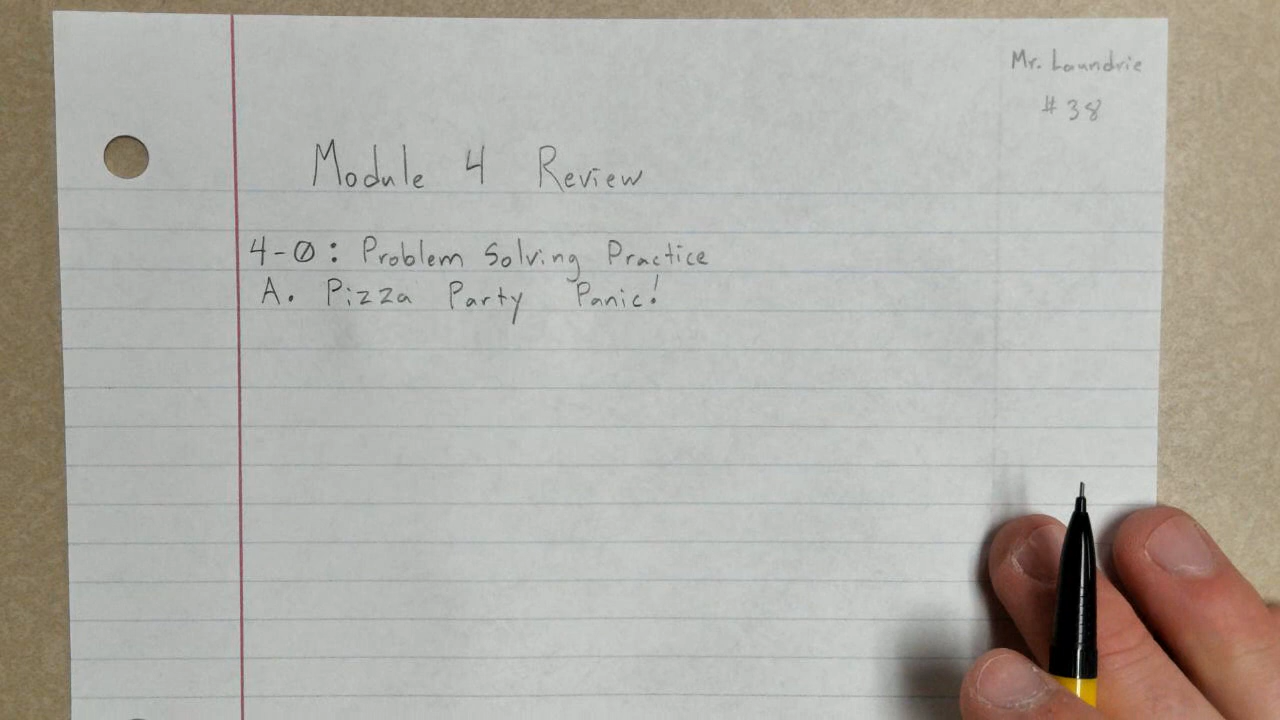 Mr. Laundrie
# 38
Module 4 Review
4-0: Problem Solving Practice
A. Pizza Party Panic!